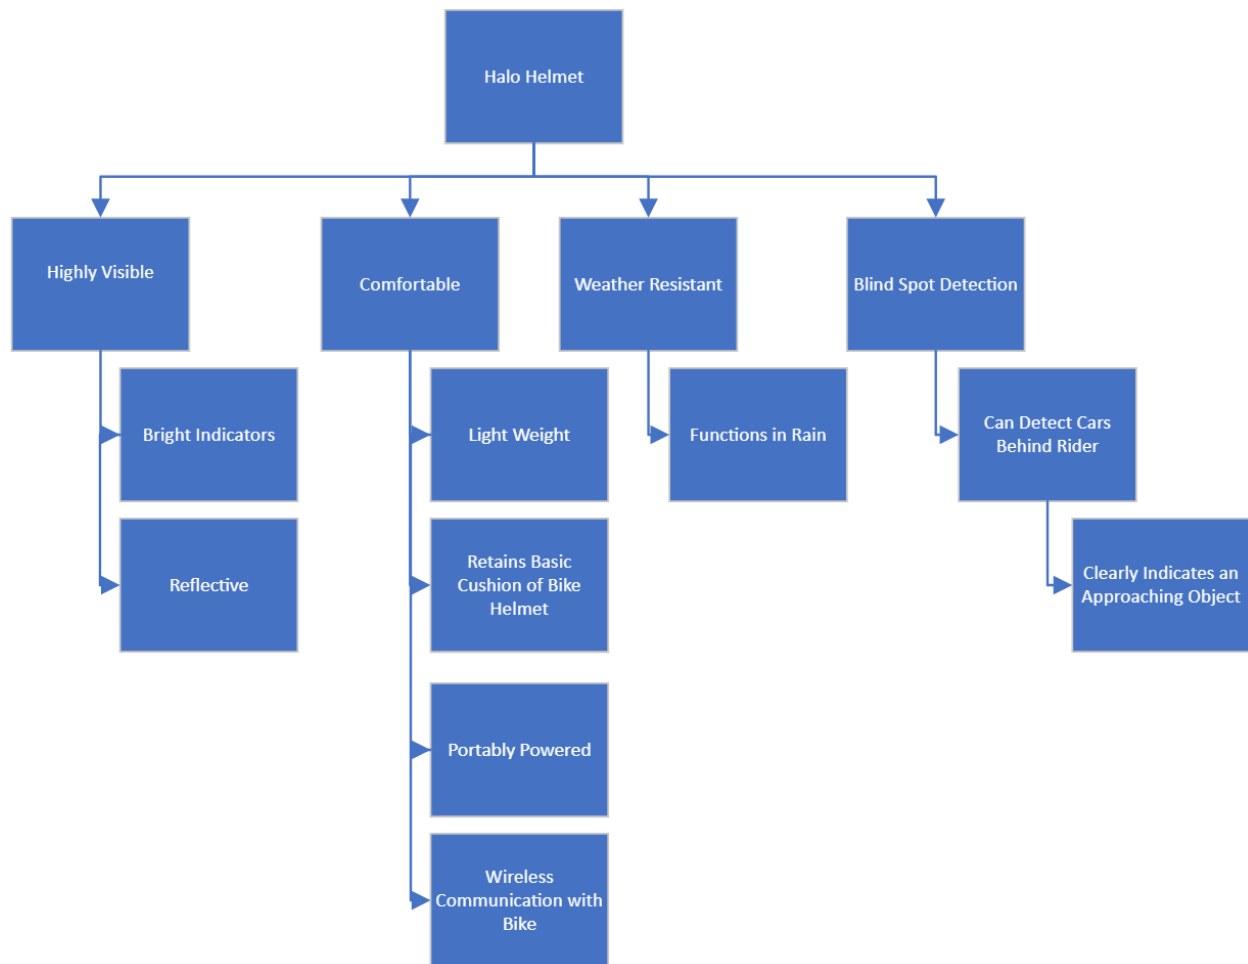 Halo Helmet
Highly Visible
Comfortable
Weather Resistant
Blind Spot Detection
Bright Indicators
Light Weight
Functions in Rain
Can Detect Cars
Behind Rider
Reflective
Retains Basic
Cushion of Bike
Helmet
Clearly Indicates an
Approaching Object
Portably Powered
Wireless
Communication with
Bike